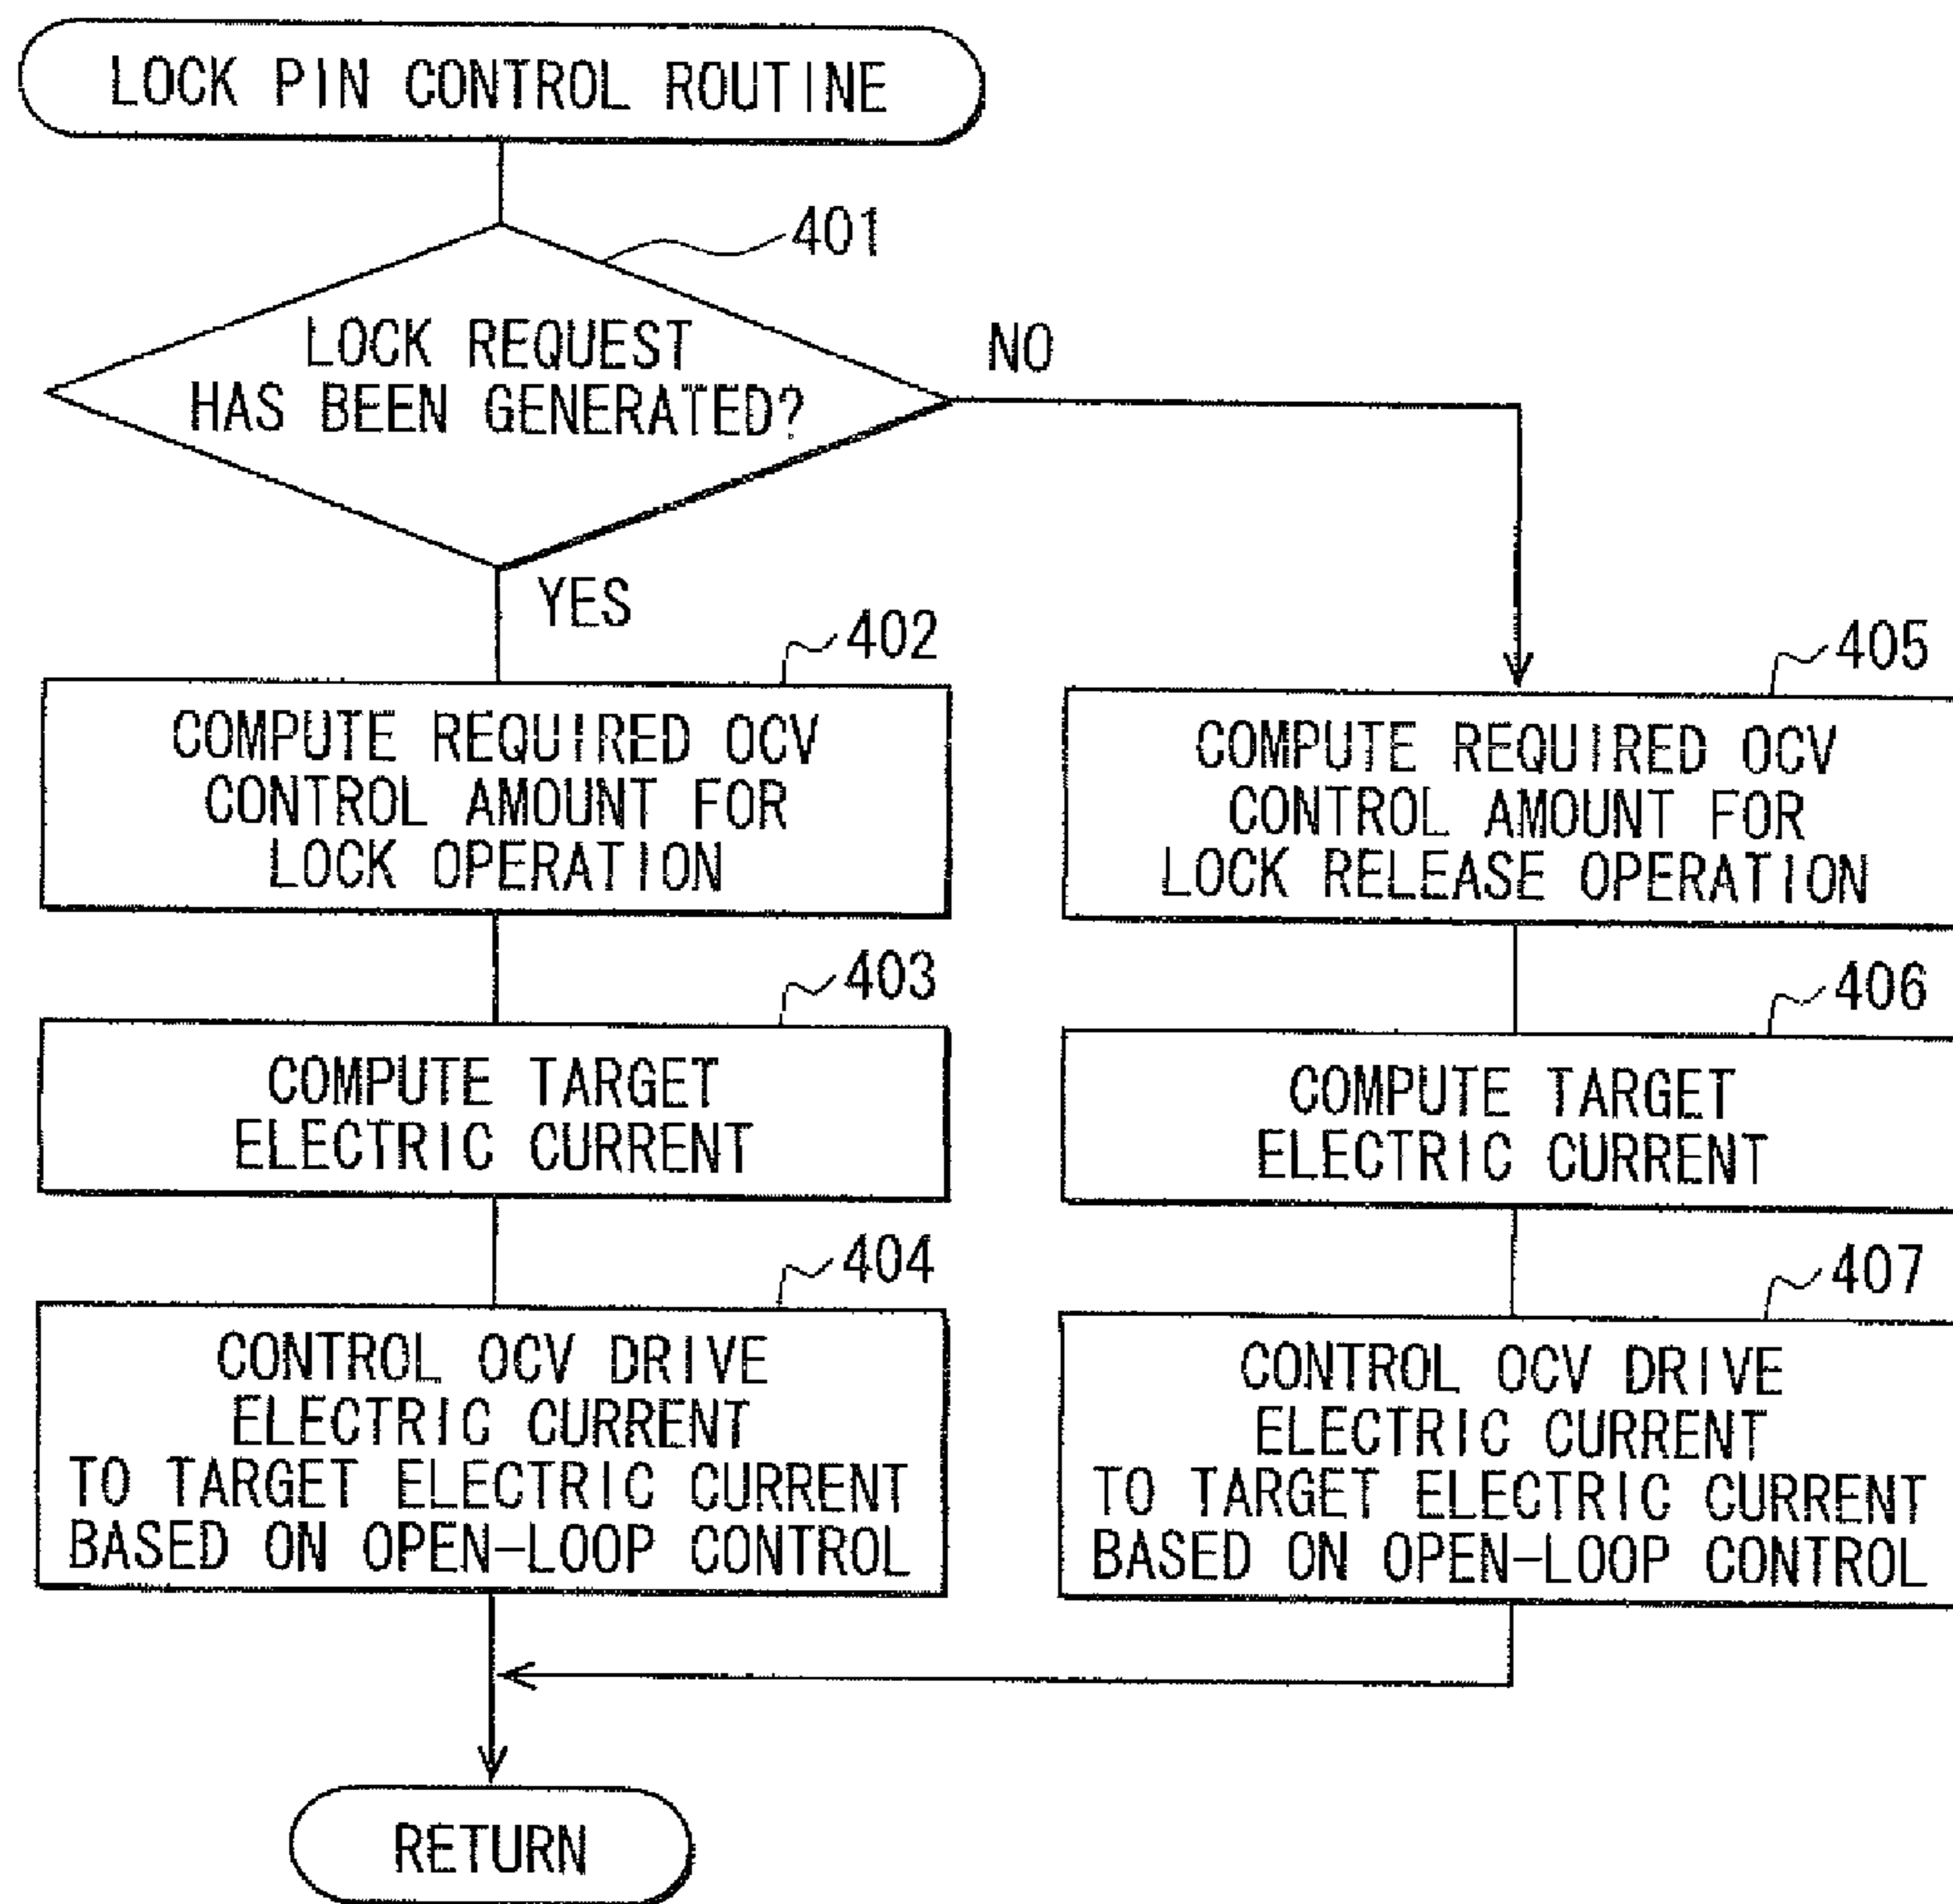 LOCK PIN CONTROL ROUTINE
401
LOCK REQUEST
HAS BEEN GENERATED?
NO
YES
402
COMPUTE REQUIRED OCV
CONTROL AMOUNT FOR
LOCK OPERATION
403
COMPUTE TARGET
ELECTRIC CURRENT
404
CONTROL OCV DRIVE
ELECTRIC CURRENT
TO TARGET ELECTRIC CURRENT
BASED ON OPEN-LOOP CONTROL
405
COMPUTE REQUIRED OCV
CONTROL AMOUNT FOR
LOCK RELEASE OPERATION
406
COMPUTE TARGET
ELECTRIC CURRENT
407
CONTROL OCV DRIVE
ELECTRIC CURRENT
TO TARGET ELECTRIC CURRENT
BASED ON OPEN-LOOP CONTROL
RETURN